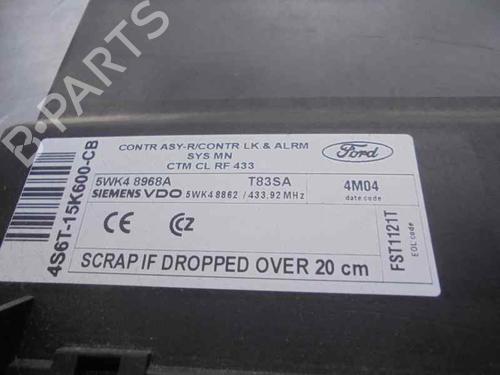 CONTR ASY-R/CONTR LK & ALRM
SYS MN
CTM CL RF 433
Ford
5WK4 8968A T83SA 4M04
SIEMENS VDO 5WK4 8862 / 433.92 MHz date code
CE CZ
SCRAP IF DROPPED OVER 20 cm
4S6T-15K600-CB
FST1121T
EOL code
B-PARTS